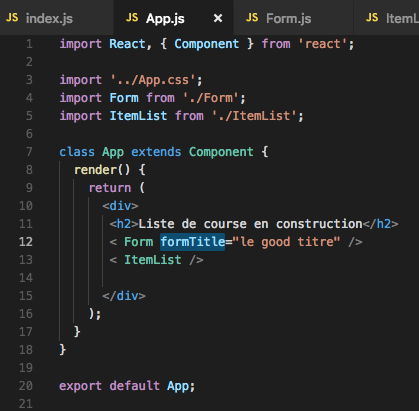 JS index.js JS App.js × JS Form.js JS ItemL
1 import React, { Component } from 'react';
2
3 import '../App.css';
4 import Form from './Form';
5 import ItemList from './ItemList';
6
7 class App extends Component {
8 render() {
9 return (
10 <div>
11 <h2>Liste de course en construction</h2>
12 < Form formTitle="le good titre" />
13 < ItemList />
14
15 </div>
16 );
17 }
18 }
19
20 export default App;
21